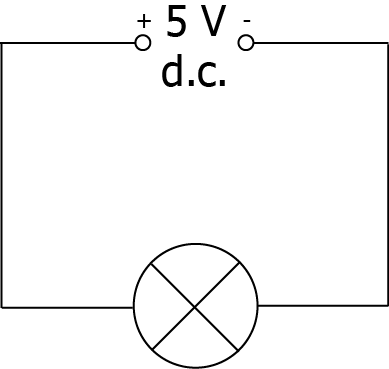 + 5 V -
d.c.